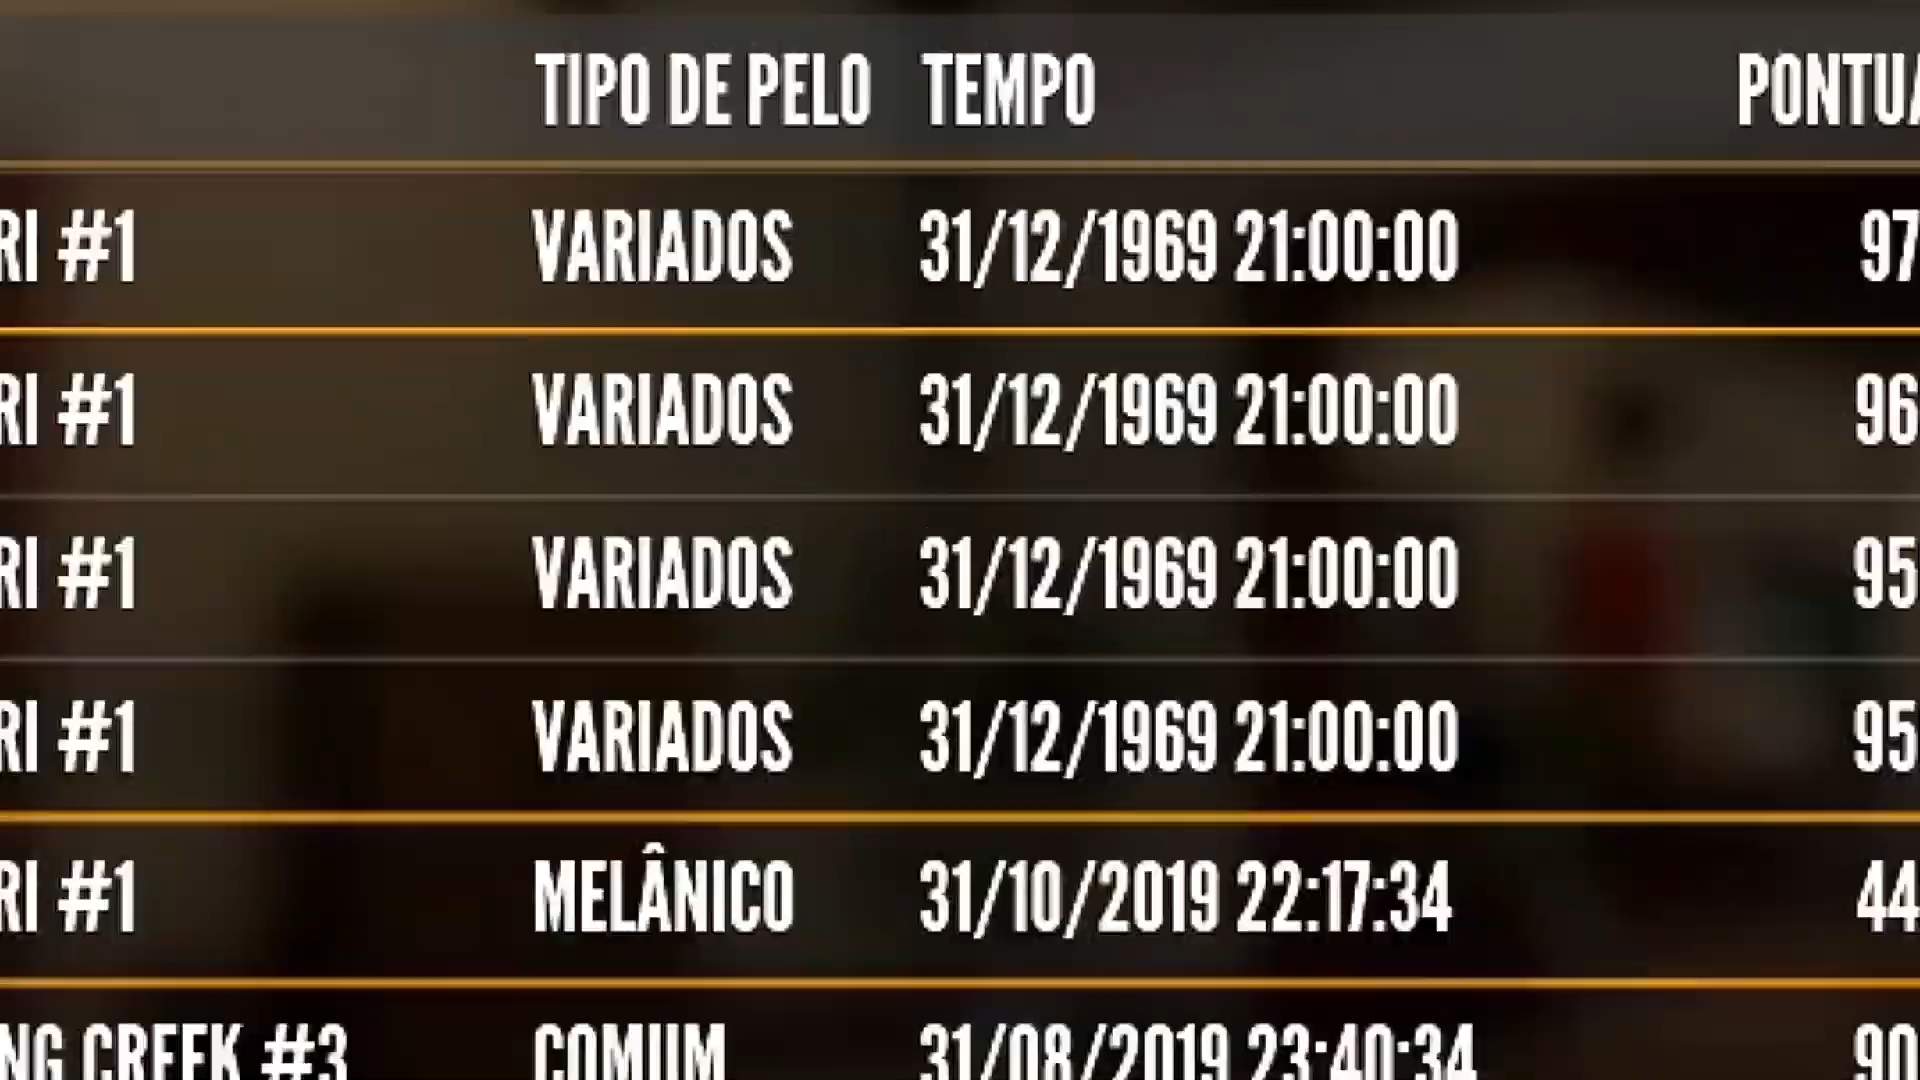 TIPO DE PELO TEMPO PONTUA
RI #1 VARIADOS 31/12/1969 21:00:00 97
RI #1 VARIADOS 31/12/1969 21:00:00 96
RI #1 VARIADOS 31/12/1969 21:00:00 95
RI #1 VARIADOS 31/12/1969 21:00:00 95
RI #1 MELÂNICO 31/10/2019 22:17:34 44
NG CREEK #3 COMUM 31/08/2019 23:40:34 90